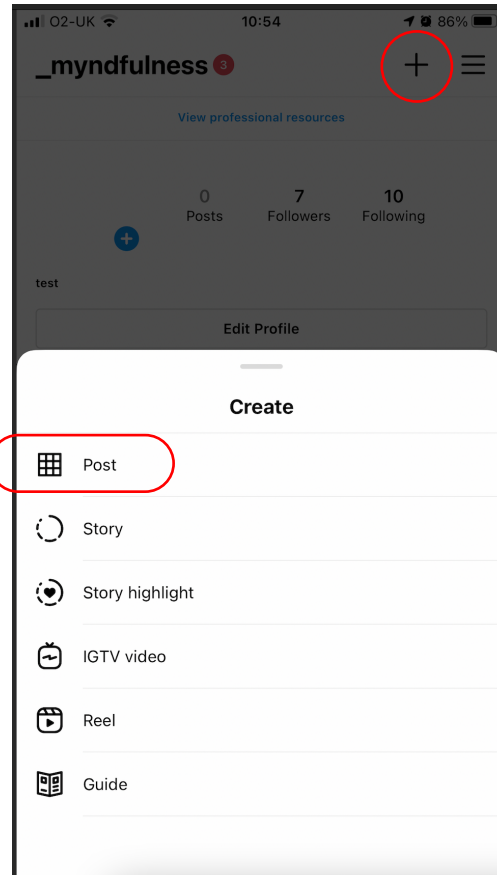 O2-UK 10:54 86%
_myndfulness 3
View professional resources
0 7 10
Posts Followers Following
test
Edit Profile
Create
Post
Story
Story highlight
IGTV video
Reel
Guide